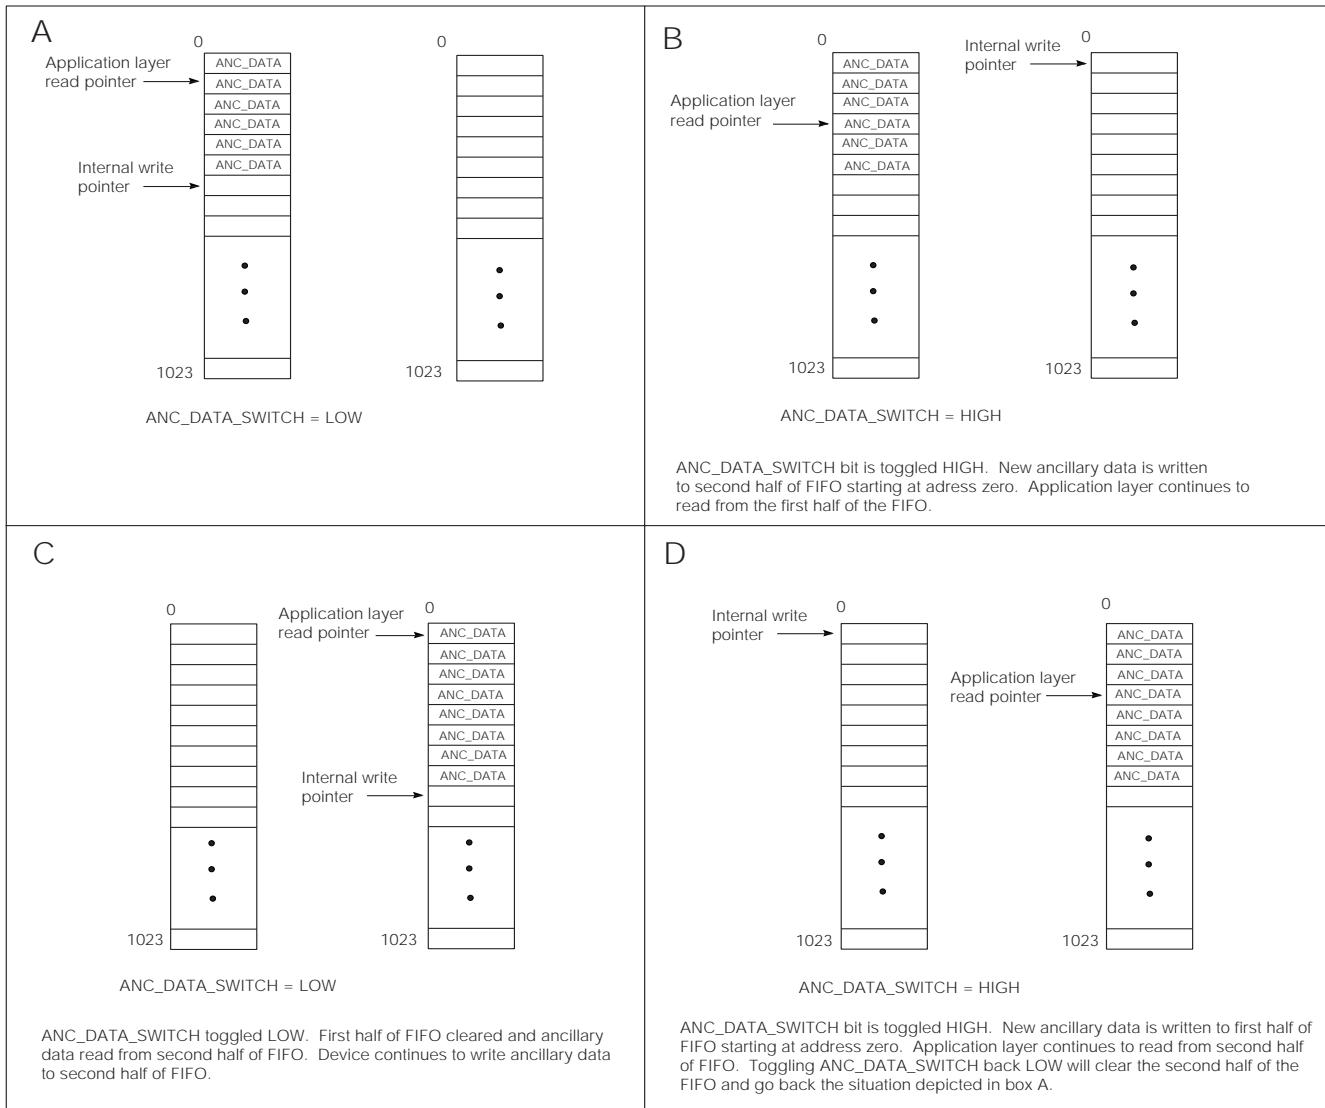 A
0
0
Application layer
read pointer
ANC_DATA
ANC_DATA
ANC_DATA
ANC_DATA
ANC_DATA
ANC_DATA
Internal write
pointer
1023
1023
ANC_DATA_SWITCH = LOW
B
0
0
Internal write
pointer
Application layer
read pointer
ANC_DATA
ANC_DATA
ANC_DATA
ANC_DATA
ANC_DATA
ANC_DATA
1023
1023
ANC_DATA_SWITCH = HIGH
ANC_DATA_SWITCH bit is toggled HIGH. New ancillary data is written
to second half of FIFO starting at adress zero. Application layer continues to
read from the first half of the FIFO.
C
0
0
Application layer
read pointer
ANC_DATA
ANC_DATA
ANC_DATA
ANC_DATA
ANC_DATA
ANC_DATA
ANC_DATA
ANC_DATA
Internal write
pointer
1023
1023
ANC_DATA_SWITCH = LOW
ANC_DATA_SWITCH toggled LOW. First half of FIFO cleared and ancillary
data read from second half of FIFO. Device continues to write ancillary data
to second half of FIFO.
D
0
0
Internal write
pointer
Application layer
read pointer
ANC_DATA
ANC_DATA
ANC_DATA
ANC_DATA
ANC_DATA
ANC_DATA
ANC_DATA
ANC_DATA
1023
1023
ANC_DATA_SWITCH = HIGH
ANC_DATA_SWITCH bit is toggled HIGH. New ancillary data is written to first half of
FIFO starting at address zero. Application layer continues to read from second half
of FIFO. Toggling ANC_DATA_SWITCH back LOW will clear the second half of the
FIFO and go back the situation depicted in box A.